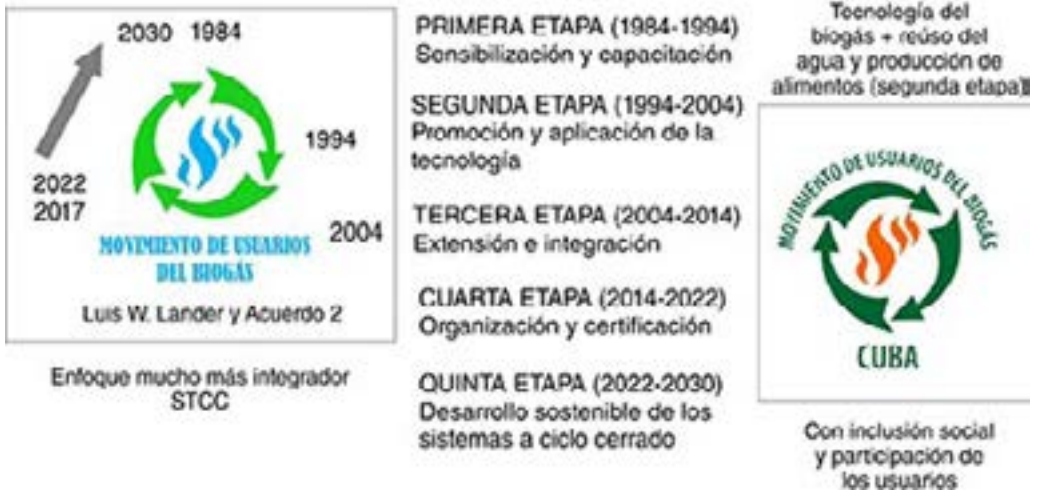 2030 1984
1994
2022
2017
2004
MOVIMIENTO DE USUARIOS
DEL BIOGÁS
Luis W. Lander y Acuerdo 2
Enfoque mucho más integrador
STCC
PRIMERA ETAPA (1984-1994)
Sensibilización y capacitación
SEGUNDA ETAPA (1994-2004)
Promoción y aplicación de la
tecnología
TERCERA ETAPA (2004-2014)
Extensión e integración
CUARTA ETAPA (2014-2022)
Organización y certificación
QUINTA ETAPA (2022-2030)
Desarrollo sostenible de los
sistemas a ciclo cerrado
Tecnología del
biogás + reúso del
agua y producción de
alimentos (segunda etapa)
MOVIMIENTO DE USUARIOS DEL BIOGÁS
CUBA
Con inclusión social
y participación de
los usuarios